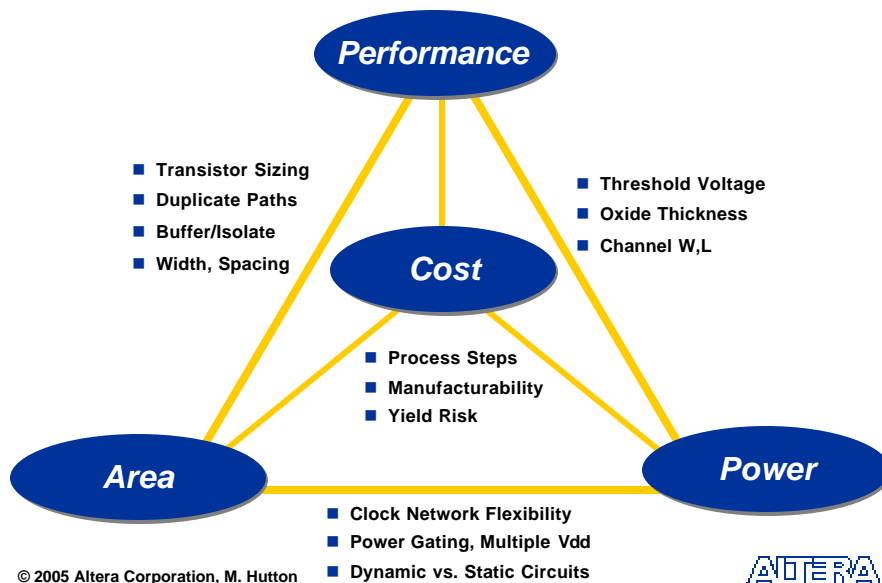 Performance
Transistor Sizing
Duplicate Paths
Buffer/Isolate
Width, Spacing
Threshold Voltage
Oxide Thickness
Channel W,L
Cost
Process Steps
Manufacturability
Yield Risk
Area
Power
Clock Network Flexibility
Power Gating, Multiple Vdd
Dynamic vs. Static Circuits
© 2005 Altera Corporation, M. Hutton
ALTERA